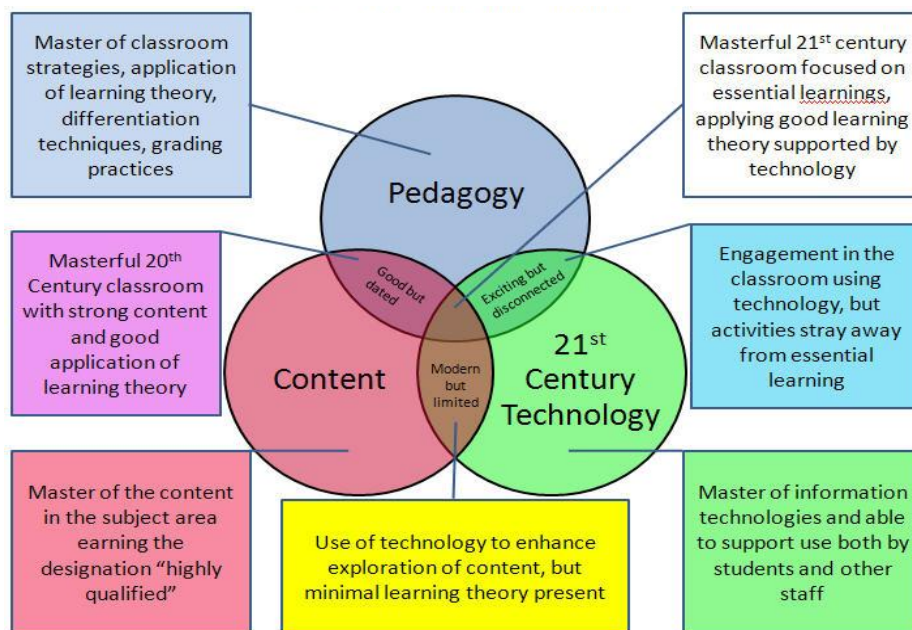 Master of classroom
strategies, application
of learning theory,
differentiation
techniques, grading
practices
Masterful 21st century
classroom focused on
essential learnings,
applying good learning
theory supported by
technology
Pedagogy
Masterful 20th
Century classroom
with strong content
and good
application of
learning theory
Good but
dated
Exciting but
disconnected
Engagement in the
classroom using
technology, but
activities stray away
from essential
learning
Content
Modern
but
limited
21st
Century
Technology
Master of the content
in the subject area
earning the
designation “highly
qualified”
Use of technology to enhance
exploration of content, but
minimal learning theory present
Master of information
technologies and able
to support use both by
students and other
staff